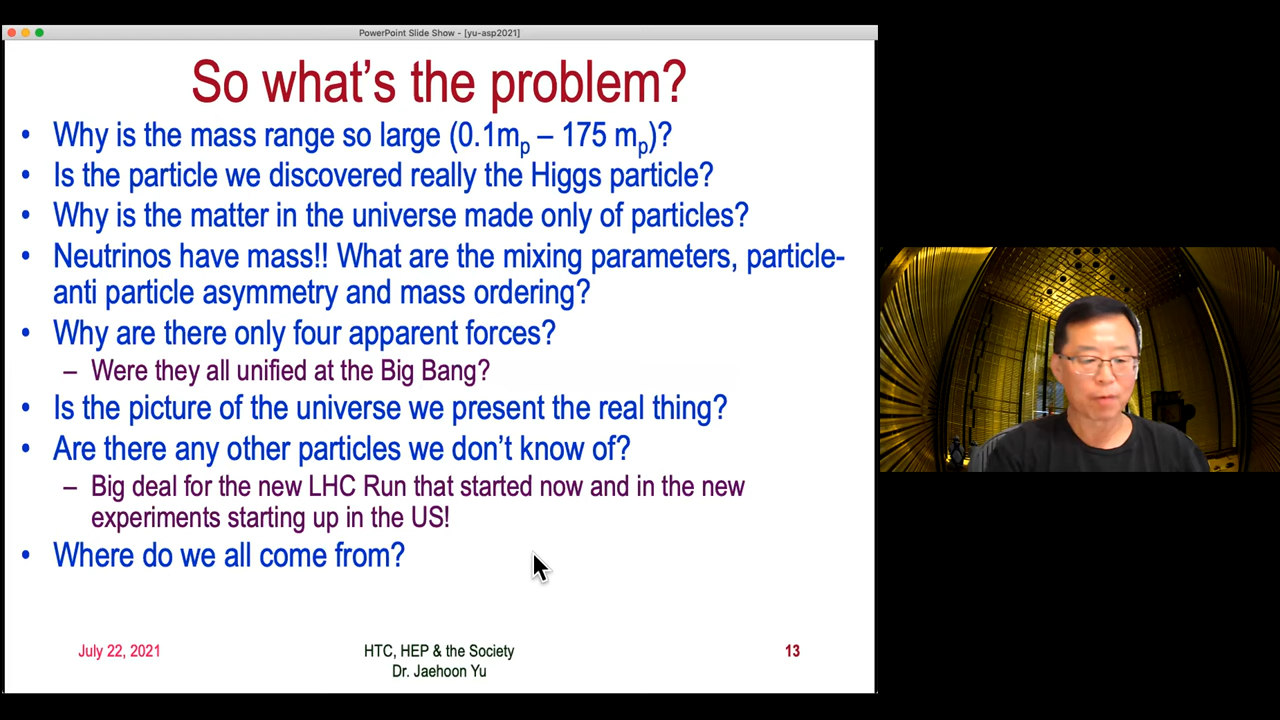 PowerPoint Slide Show - [yu-asp2021]
So what's the problem?
• Why is the mass range so large (0.1mp – 175 mp)?
• Is the particle we discovered really the Higgs particle?
• Why is the matter in the universe made only of particles?
• Neutrinos have mass!! What are the mixing parameters, particle-
anti particle asymmetry and mass ordering?
• Why are there only four apparent forces?
– Were they all unified at the Big Bang?
• Is the picture of the universe we present the real thing?
• Are there any other particles we don't know of?
– Big deal for the new LHC Run that started now and in the new
experiments starting up in the US!
• Where do we all come from?
July 22, 2021
HTC, HEP & the Society
Dr. Jaehoon Yu
13